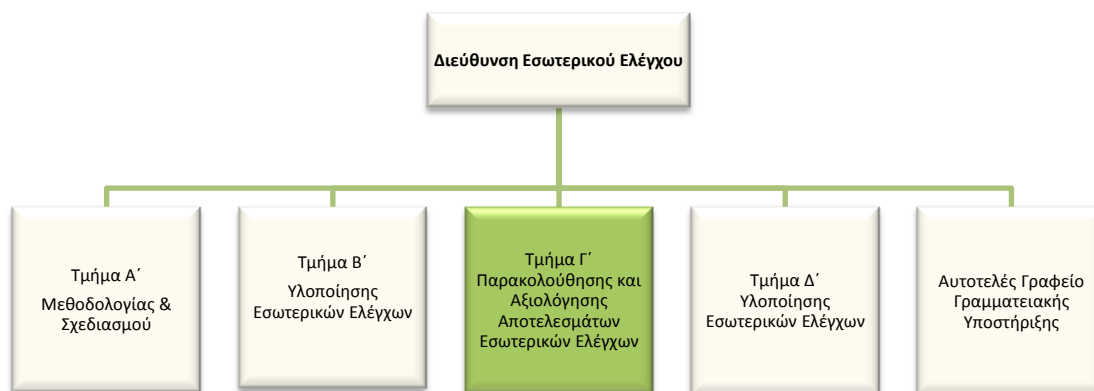 Διεύθυνση Εσωτερικού Ελέγχου
Τμήμα Α΄
Μεθοδολογίας &
Σχεδιασμού
Τμήμα Β΄
Υλοποίησης
Εσωτερικών Ελέγχων
Τμήμα Γ΄
Παρακολούθησης και
Αξιολόγησης
Αποτελεσμάτων
Εσωτερικών Ελέγχων
Τμήμα Δ΄
Υλοποίησης
Εσωτερικών Ελέγχων
Αυτοτελές Γραφείο
Γραμματειακής
Υποστήριξης